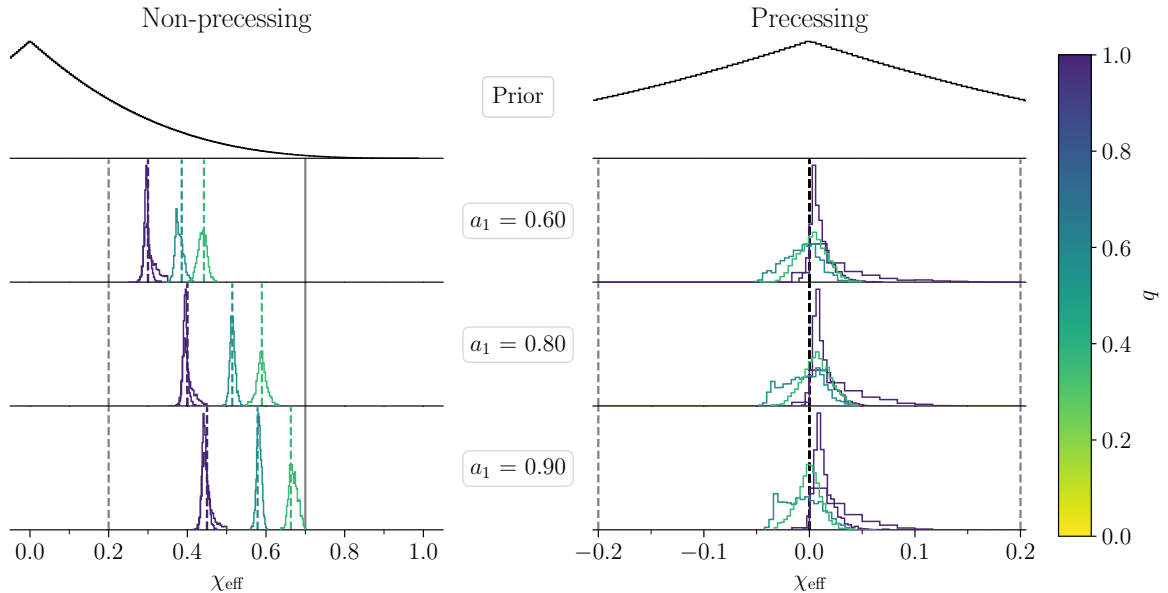 Non-precessing
Precessing
Prior
a₁ = 0.60
a₁ = 0.80
a₁ = 0.90
0.0 0.2 0.4 0.6 0.8 1.0
χeff
−0.2 −0.1 0.0 0.1 0.2
χeff
1.0
0.8
0.6
0.4
0.2
0.0
q